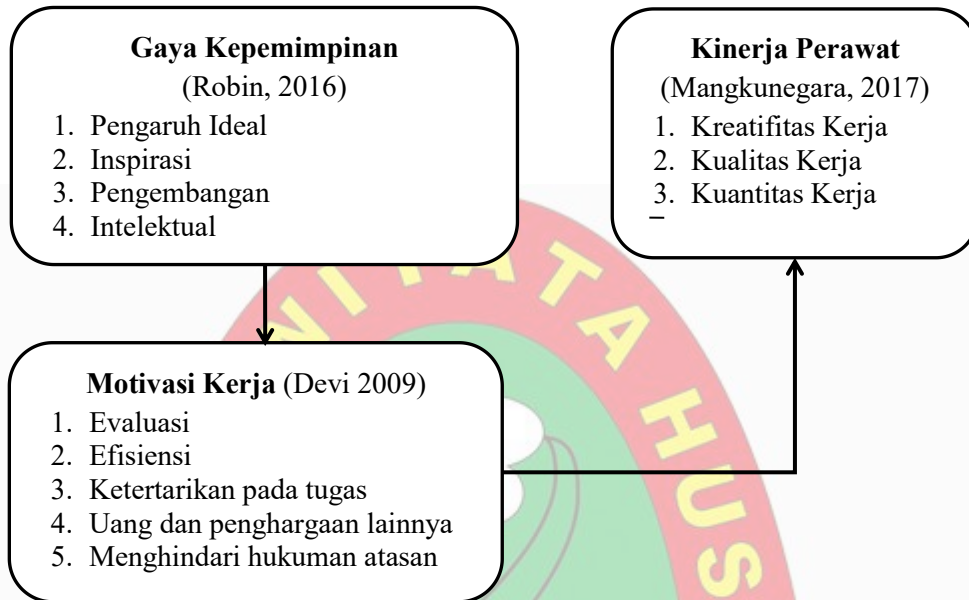 Gaya Kepemimpinan
(Robin, 2016)
1. Pengaruh Ideal
2. Inspirasi
3. Pengembangan
4. Intelektual
Kinerja Perawat
(Mangkunegara, 2017)
1. Kreatifitas Kerja
2. Kualitas Kerja
3. Kuantitas Kerja
–
Motivasi Kerja (Devi 2009)
1. Evaluasi
2. Efisiensi
3. Ketertarikan pada tugas
4. Uang dan penghargaan lainnya
5. Menghindari hukuman atasan
NITATA HUS